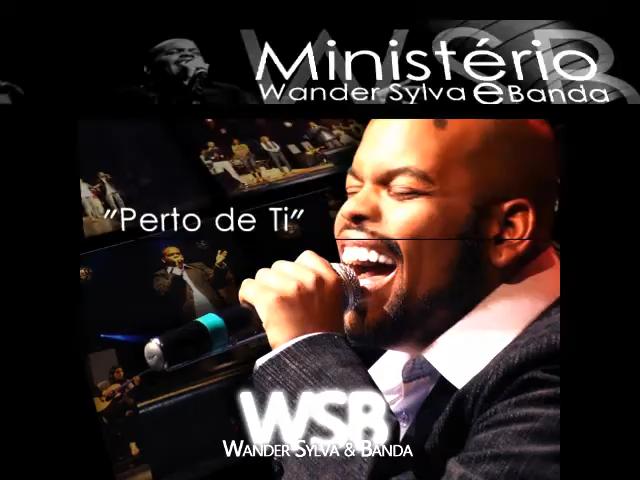 WSB
Ministério
Wander Sylva e Banda
"Perto de Ti"
WSB
Wander Sylva & Banda